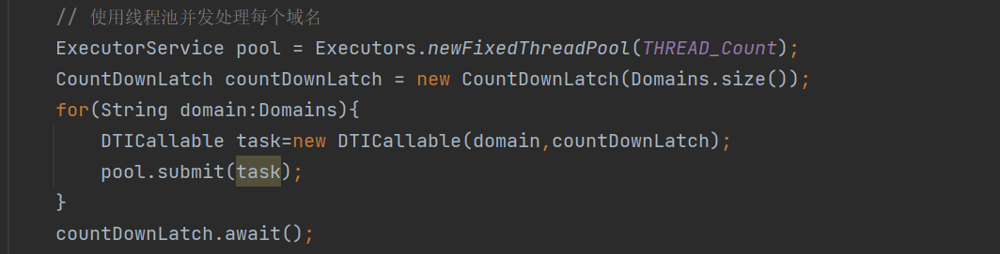 // 使用线程池并发处理每个域名
ExecutorService pool = Executors.newFixedThreadPool(THREAD_Count);
CountDownLatch countDownLatch = new CountDownLatch(Domains.size());
for(String domain:Domains){
    DTICallable task=new DTICallable(domain,countDownLatch);
    pool.submit(task);
}
countDownLatch.await();